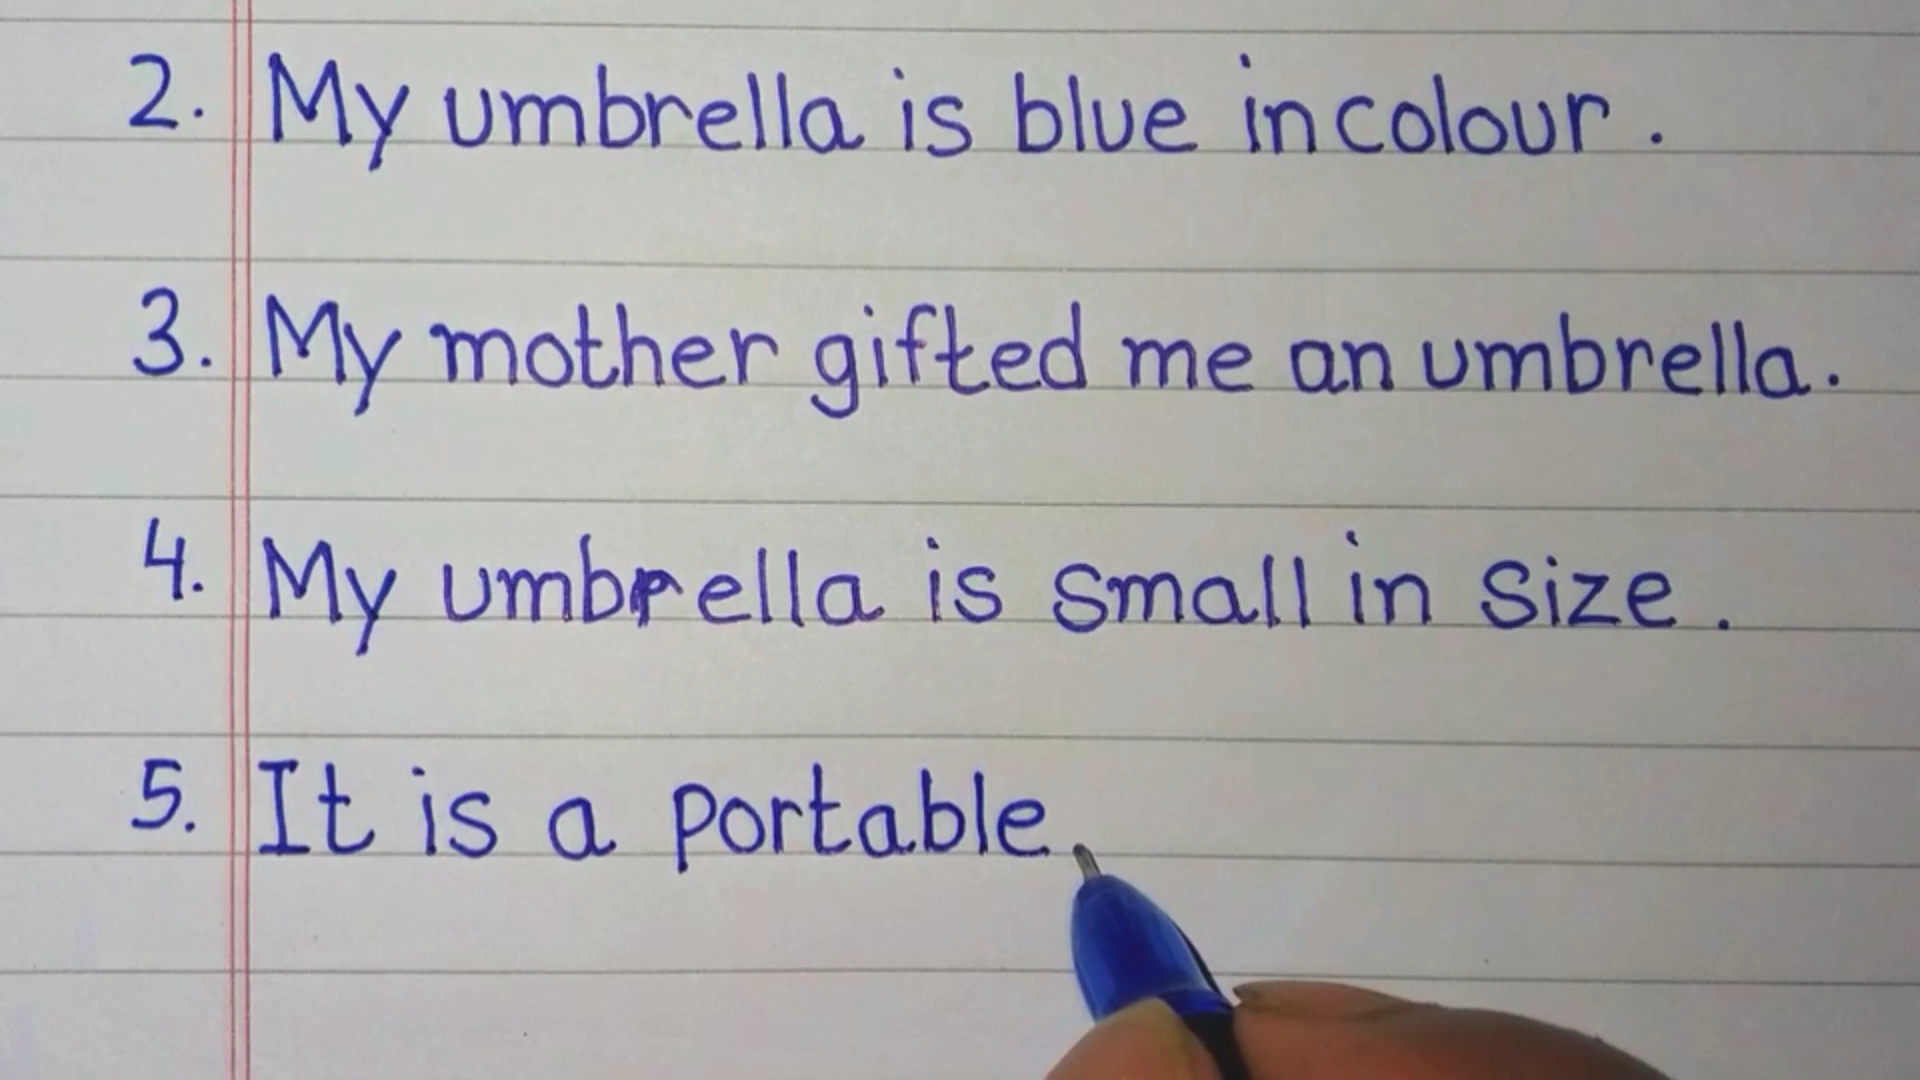 2. My umbrella is blue in colour.
3. My mother gifted me an umbrella.
4. My umbrella is small in size.
5. It is a portable.